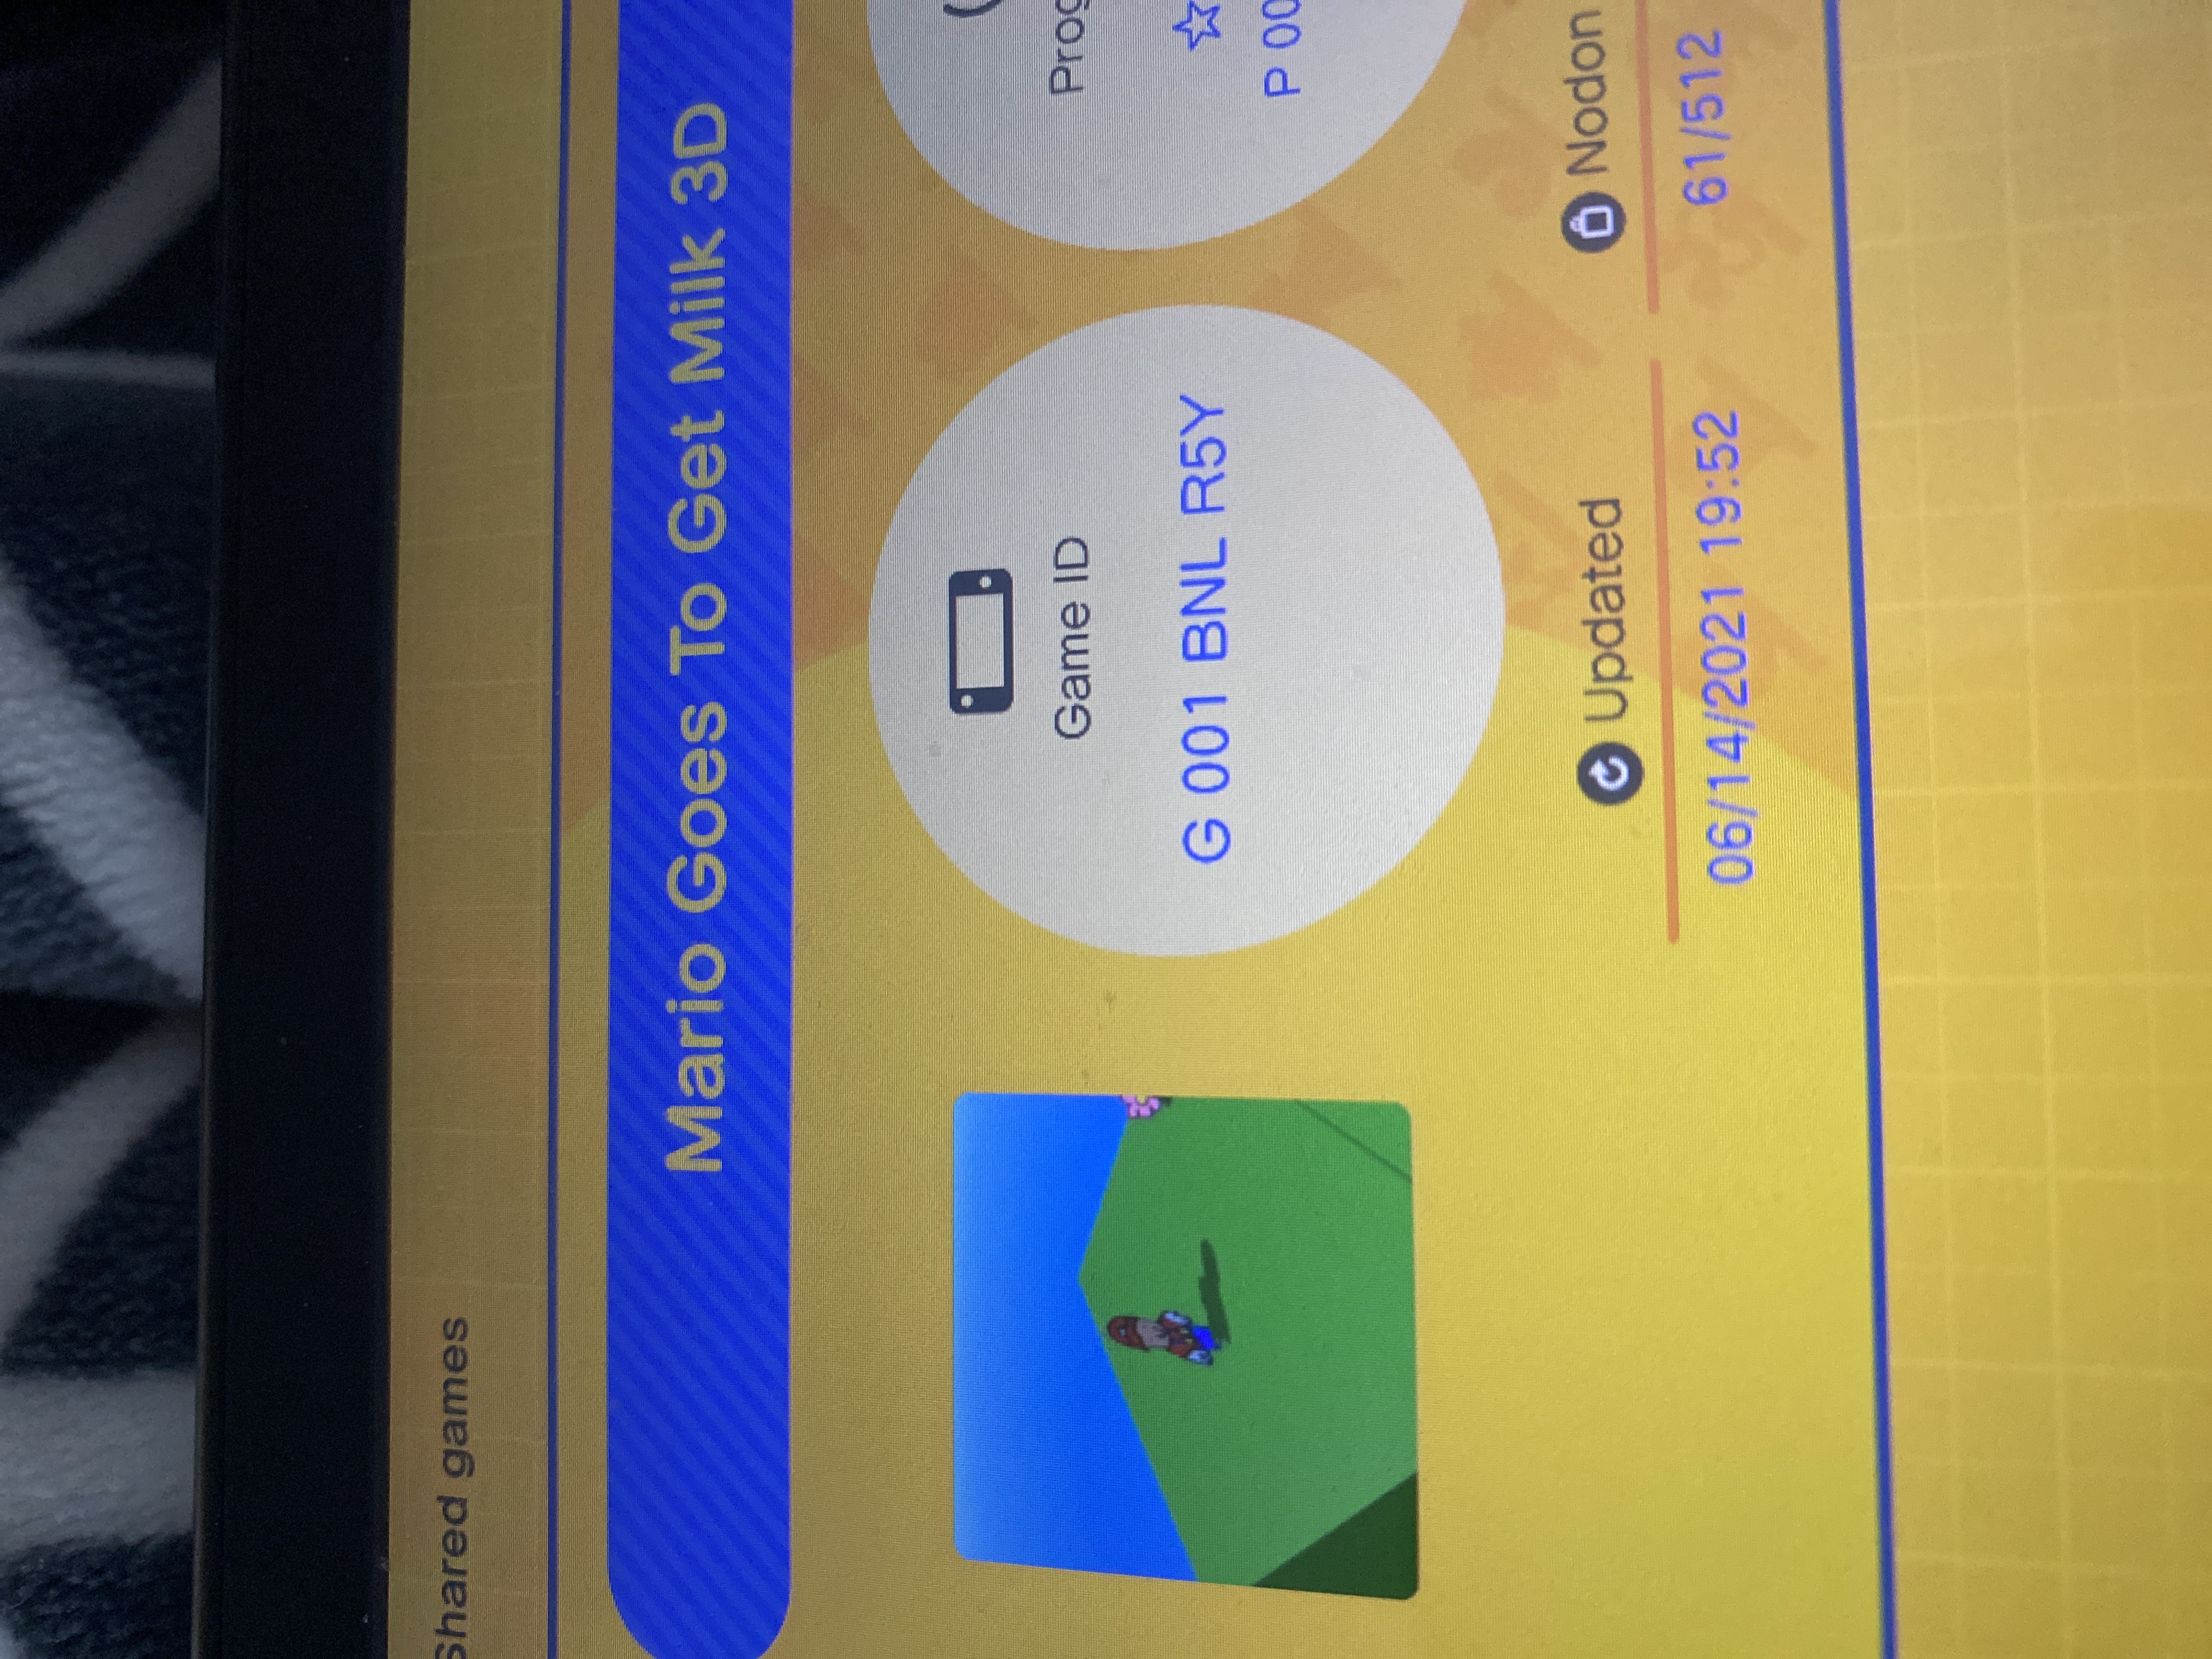 Shared games
Mario Goes To Get Milk 3D
Game ID
G 001 BNL R5Y
P 00
Updated
Nodon
06/14/2021 19:52
61/512